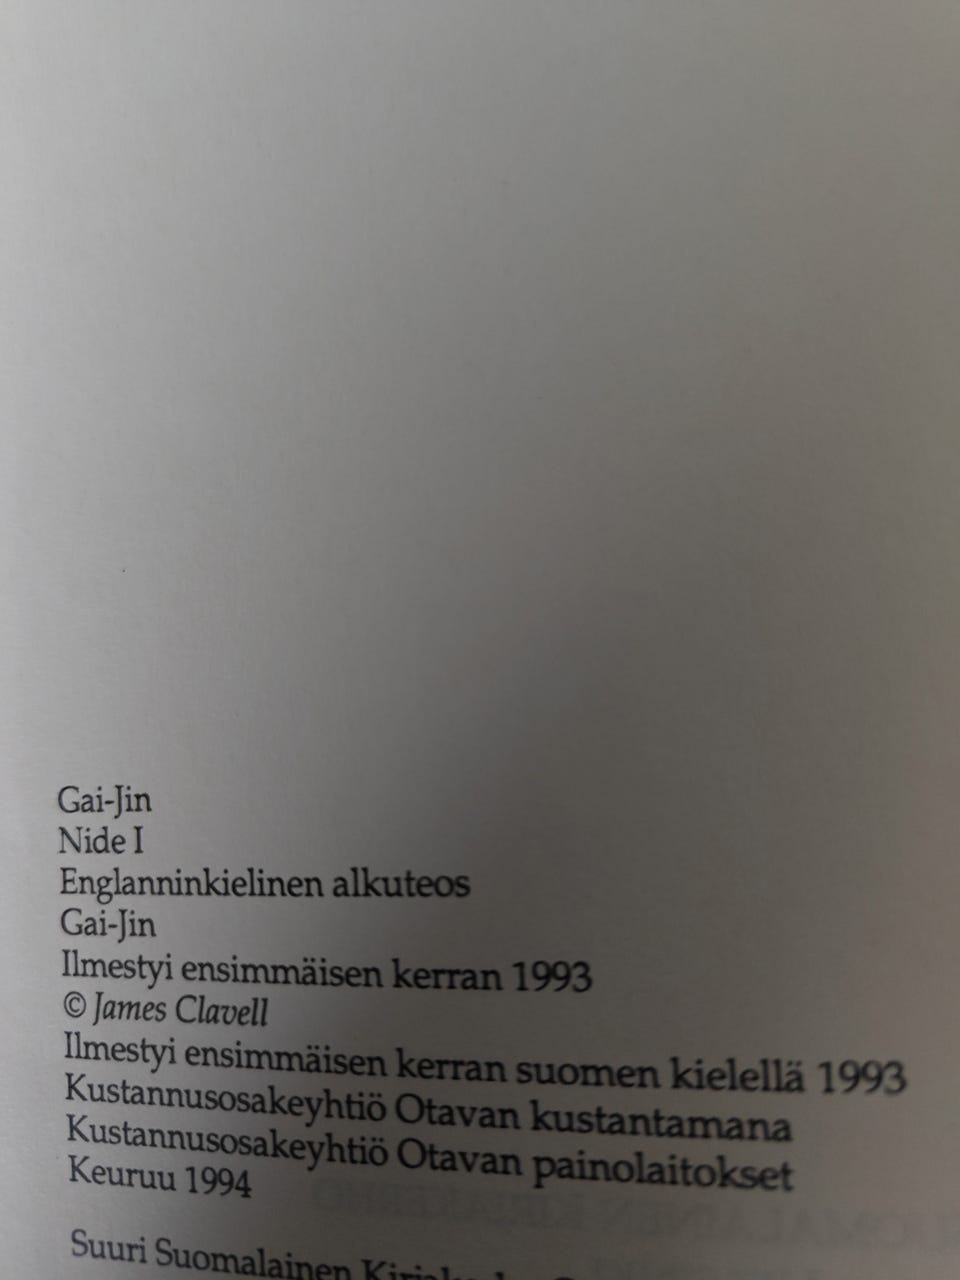 Gai-Jin
Nide I
Englanninkielinen alkuteos
Gai-Jin
Ilmestyi ensimmäisen kerran 1993
© James Clavell
Ilmestyi ensimmäisen kerran suomen kielellä 1993
Kustannusosakeyhtiö Otavan kustantamana
Kustannusosakeyhtiö Otavan painolaitokset
Keuruu 1994
Suuri Suomalainen